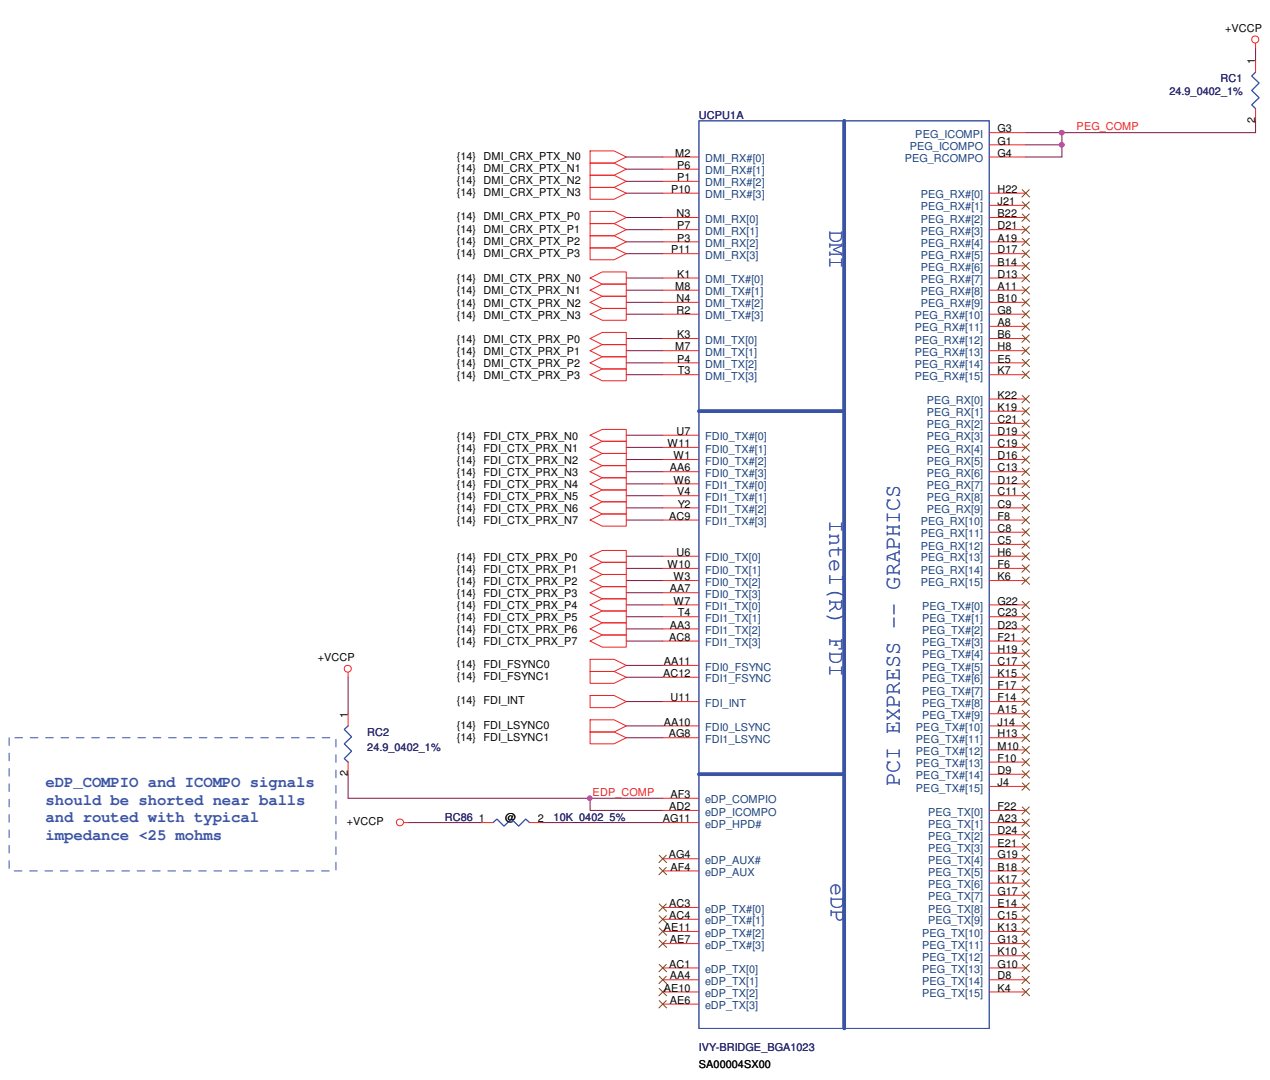 +VCCP
1
RC1
24.9_0402_1%
2
PEG_COMP
UCPU1A
{14} DMI_CRX_PTX_N0 M2 DMI_RX#[0]
{14} DMI_CRX_PTX_N1 P6 DMI_RX#[1]
{14} DMI_CRX_PTX_N2 P1 DMI_RX#[2]
{14} DMI_CRX_PTX_N3 P10 DMI_RX#[3]
{14} DMI_CRX_PTX_P0 N3 DMI_RX[0]
{14} DMI_CRX_PTX_P1 P7 DMI_RX[1]
{14} DMI_CRX_PTX_P2 P3 DMI_RX[2]
{14} DMI_CRX_PTX_P3 P11 DMI_RX[3]
{14} DMI_CTX_PRX_N0 K1 DMI_TX#[0]
{14} DMI_CTX_PRX_N1 M8 DMI_TX#[1]
{14} DMI_CTX_PRX_N2 N4 DMI_TX#[2]
{14} DMI_CTX_PRX_N3 R2 DMI_TX#[3]
{14} DMI_CTX_PRX_P0 K3 DMI_TX[0]
{14} DMI_CTX_PRX_P1 M7 DMI_TX[1]
{14} DMI_CTX_PRX_P2 P4 DMI_TX[2]
{14} DMI_CTX_PRX_P3 T3 DMI_TX[3]
DMI
{14} FDI_CTX_PRX_N0 U7 FDI0_TX#[0]
{14} FDI_CTX_PRX_N1 W11 FDI0_TX#[1]
{14} FDI_CTX_PRX_N2 W1 FDI0_TX#[2]
{14} FDI_CTX_PRX_N3 AA6 FDI0_TX#[3]
{14} FDI_CTX_PRX_N4 W6 FDI1_TX#[0]
{14} FDI_CTX_PRX_N5 V4 FDI1_TX#[1]
{14} FDI_CTX_PRX_N6 Y2 FDI1_TX#[2]
{14} FDI_CTX_PRX_N7 AC9 FDI1_TX#[3]
{14} FDI_CTX_PRX_P0 U6 FDI0_TX[0]
{14} FDI_CTX_PRX_P1 W10 FDI0_TX[1]
{14} FDI_CTX_PRX_P2 W3 FDI0_TX[2]
{14} FDI_CTX_PRX_P3 AA7 FDI0_TX[3]
{14} FDI_CTX_PRX_P4 W7 FDI1_TX[0]
{14} FDI_CTX_PRX_P5 T4 FDI1_TX[1]
{14} FDI_CTX_PRX_P6 AA3 FDI1_TX[2]
{14} FDI_CTX_PRX_P7 AC8 FDI1_TX[3]
{14} FDI_FSYNC0 AA11 FDI0_FSYNC
{14} FDI_FSYNC1 AC12 FDI1_FSYNC
{14} FDI_INT U11 FDI_INT
{14} FDI_LSYNC0 AA10 FDI0_LSYNC
{14} FDI_LSYNC1 AG8 FDI1_LSYNC
Intel(R) FDI
+VCCP
1
RC2
24.9_0402_1%
2
eDP_COMPIO and ICOMPO signals
should be shorted near balls
and routed with typical
impedance <25 mohms
EDP_COMP
AF3 eDP_COMPIO
AD2 eDP_ICOMPO
+VCCP RC86 1 @ 2 10K_0402_5% AG11 eDP_HPD#
AG4 eDP_AUX#
AF4 eDP_AUX
AC3 eDP_TX#[0]
AC4 eDP_TX#[1]
AE11 eDP_TX#[2]
AE7 eDP_TX#[3]
AC1 eDP_TX[0]
AA4 eDP_TX[1]
AE10 eDP_TX[2]
AE6 eDP_TX[3]
eDP
PCI EXPRESS -- GRAPHICS
PEG_ICOMPI G3
PEG_ICOMPO G1
PEG_RCOMPO G4
PEG_RX#[0] H22
PEG_RX#[1] J21
PEG_RX#[2] B22
PEG_RX#[3] D21
PEG_RX#[4] A19
PEG_RX#[5] D17
PEG_RX#[6] B14
PEG_RX#[7] D13
PEG_RX#[8] A11
PEG_RX#[9] B10
PEG_RX#[10] G8
PEG_RX#[11] A8
PEG_RX#[12] B6
PEG_RX#[13] H8
PEG_RX#[14] E5
PEG_RX#[15] K7
PEG_RX[0] K22
PEG_RX[1] K19
PEG_RX[2] C21
PEG_RX[3] D19
PEG_RX[4] C19
PEG_RX[5] D16
PEG_RX[6] C13
PEG_RX[7] D12
PEG_RX[8] C11
PEG_RX[9] C9
PEG_RX[10] F8
PEG_RX[11] C8
PEG_RX[12] C5
PEG_RX[13] H6
PEG_RX[14] F6
PEG_RX[15] K6
PEG_TX#[0] G22
PEG_TX#[1] C23
PEG_TX#[2] D23
PEG_TX#[3] F21
PEG_TX#[4] H19
PEG_TX#[5] C17
PEG_TX#[6] K15
PEG_TX#[7] F17
PEG_TX#[8] F14
PEG_TX#[9] A15
PEG_TX#[10] J14
PEG_TX#[11] H13
PEG_TX#[12] M10
PEG_TX#[13] F10
PEG_TX#[14] D9
PEG_TX#[15] J4
PEG_TX[0] F22
PEG_TX[1] A23
PEG_TX[2] D24
PEG_TX[3] E21
PEG_TX[4] G19
PEG_TX[5] B18
PEG_TX[6] K17
PEG_TX[7] G17
PEG_TX[8] E14
PEG_TX[9] C15
PEG_TX[10] K13
PEG_TX[11] G13
PEG_TX[12] K10
PEG_TX[13] G10
PEG_TX[14] D8
PEG_TX[15] K4
IVY-BRIDGE_BGA1023
SA00004SX00